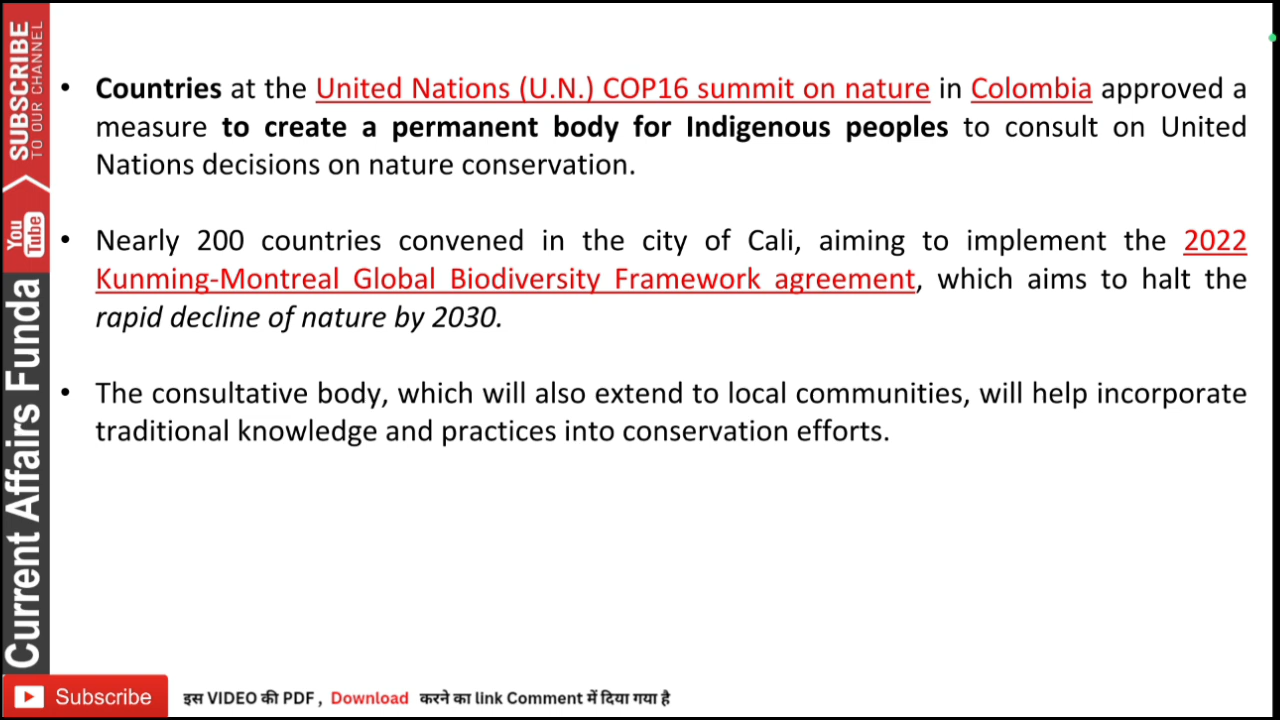 SUBSCRIBE
TO OUR CHANNEL
You
Tube
Current Affairs Funda
• Countries at the United Nations (U.N.) COP16 summit on nature in Colombia approved a
measure to create a permanent body for Indigenous peoples to consult on United
Nations decisions on nature conservation.
• Nearly 200 countries convened in the city of Cali, aiming to implement the 2022
Kunming-Montreal Global Biodiversity Framework agreement, which aims to halt the
rapid decline of nature by 2030.
• The consultative body, which will also extend to local communities, will help incorporate
traditional knowledge and practices into conservation efforts.
Subscribe
इस VIDEO की PDF , Download करने का link Comment में दिया गया है